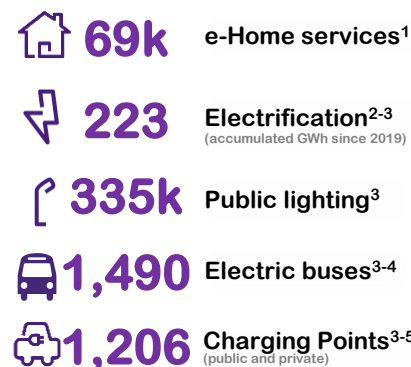 69k e-Home services¹
223 Electrification²⁻³
(accumulated GWh since 2019)
335k Public lighting³
1,490 Electric buses³⁻⁴
1,206 Charging Points³⁻⁵
(public and private)